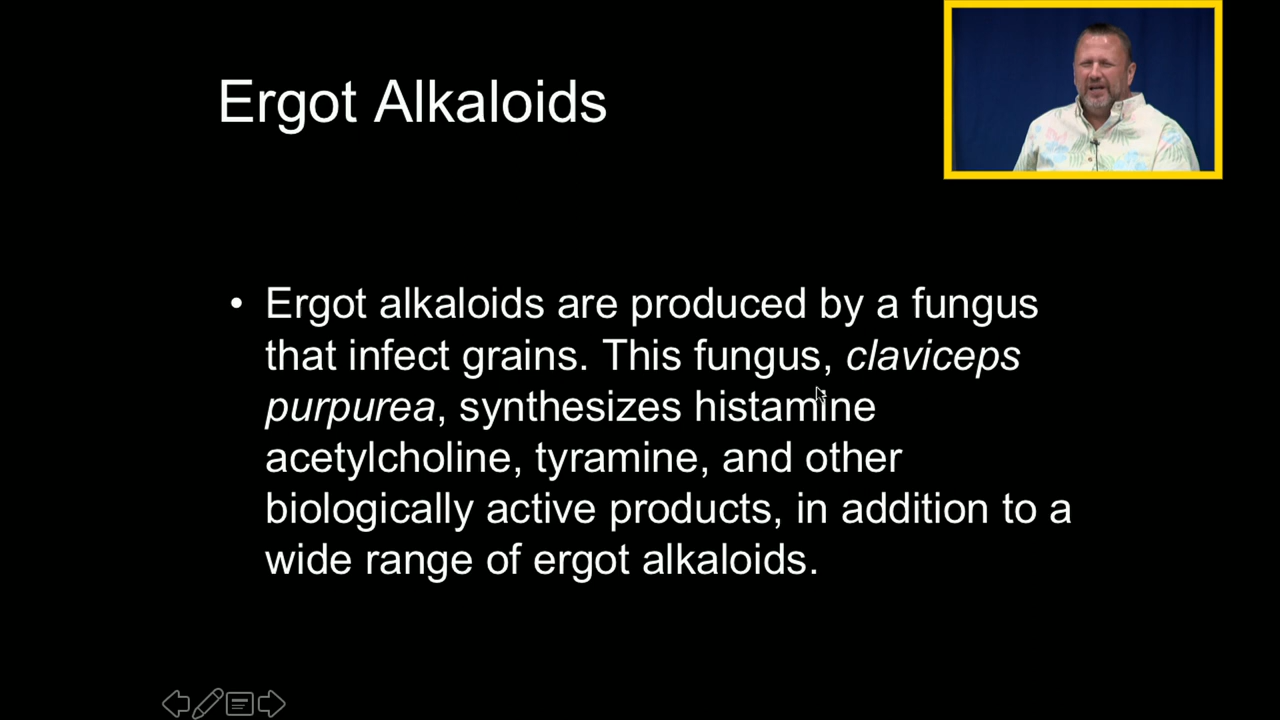 Ergot Alkaloids
• Ergot alkaloids are produced by a fungus
that infect grains. This fungus, claviceps
purpurea, synthesizes histamine
acetylcholine, tyramine, and other
biologically active products, in addition to a
wide range of ergot alkaloids.